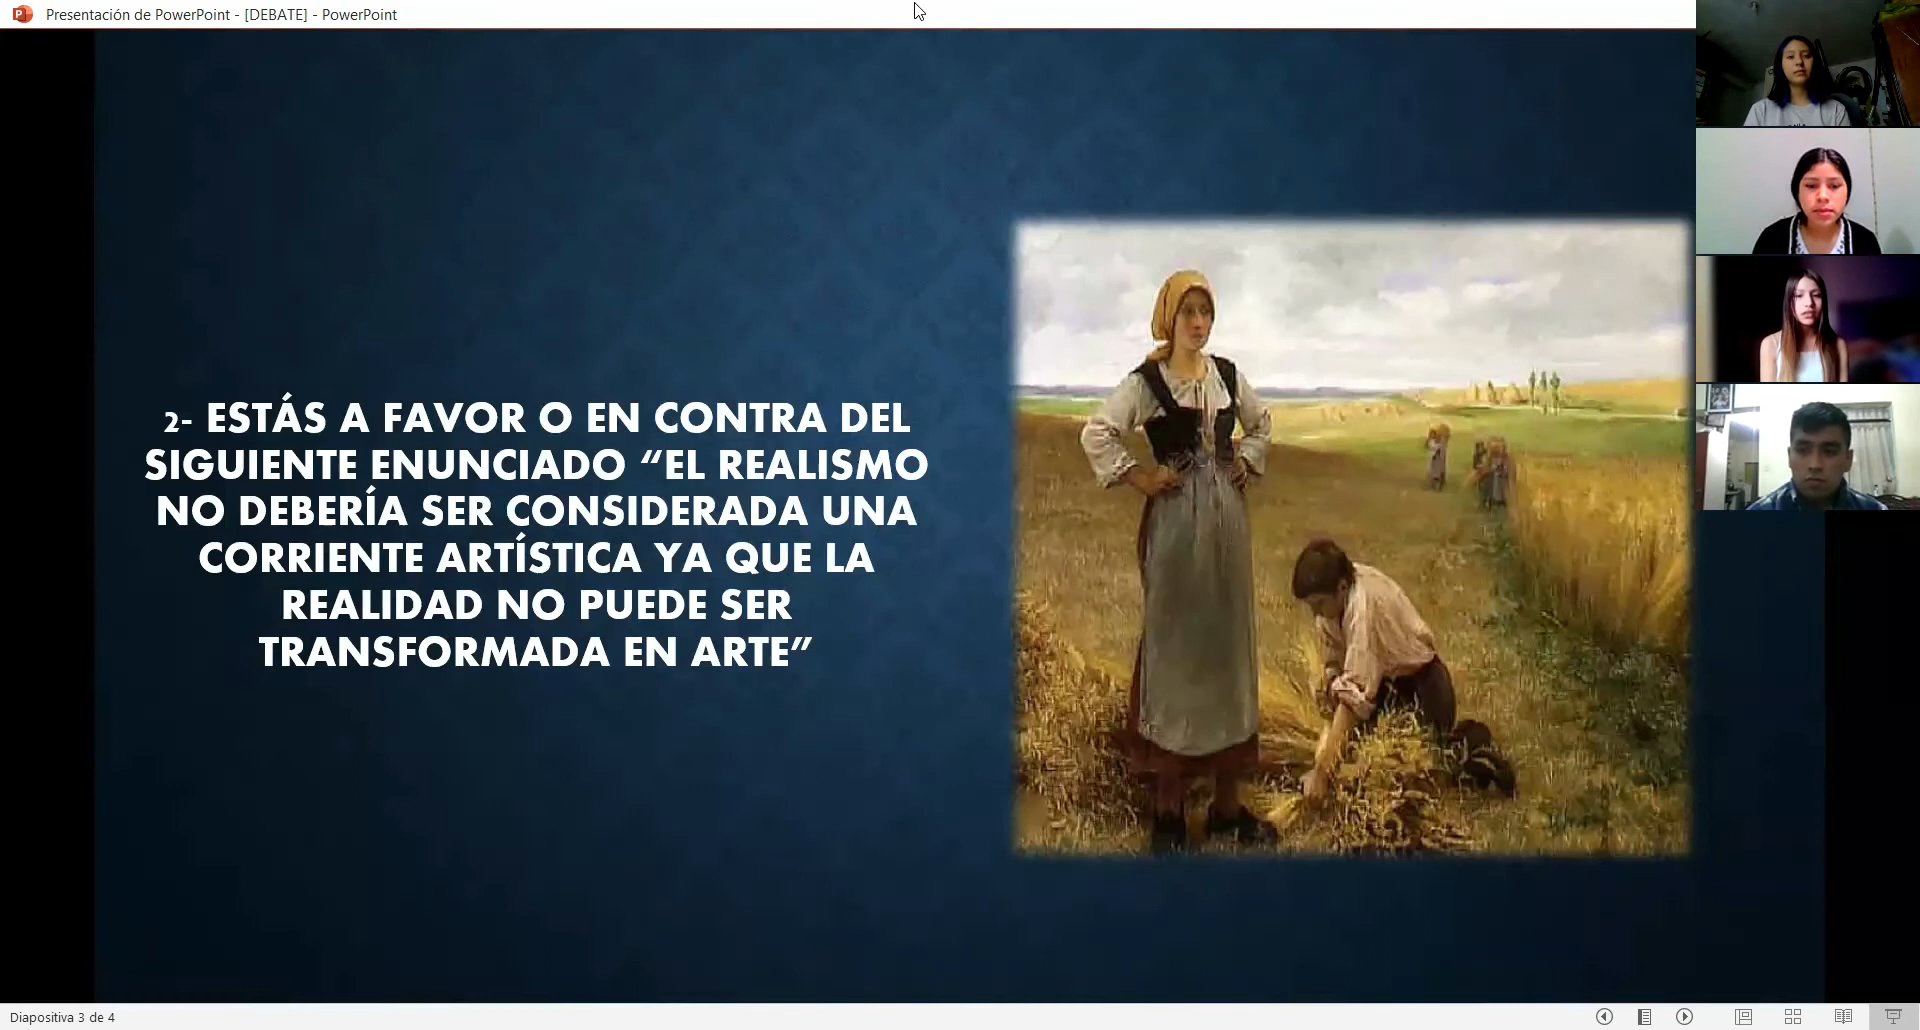 Presentación de PowerPoint - [DEBATE] - PowerPoint
2- ESTÁS A FAVOR O EN CONTRA DEL
SIGUIENTE ENUNCIADO “EL REALISMO
NO DEBERÍA SER CONSIDERADA UNA
CORRIENTE ARTÍSTICA YA QUE LA
REALIDAD NO PUEDE SER
TRANSFORMADA EN ARTE”
Diapositiva 3 de 4